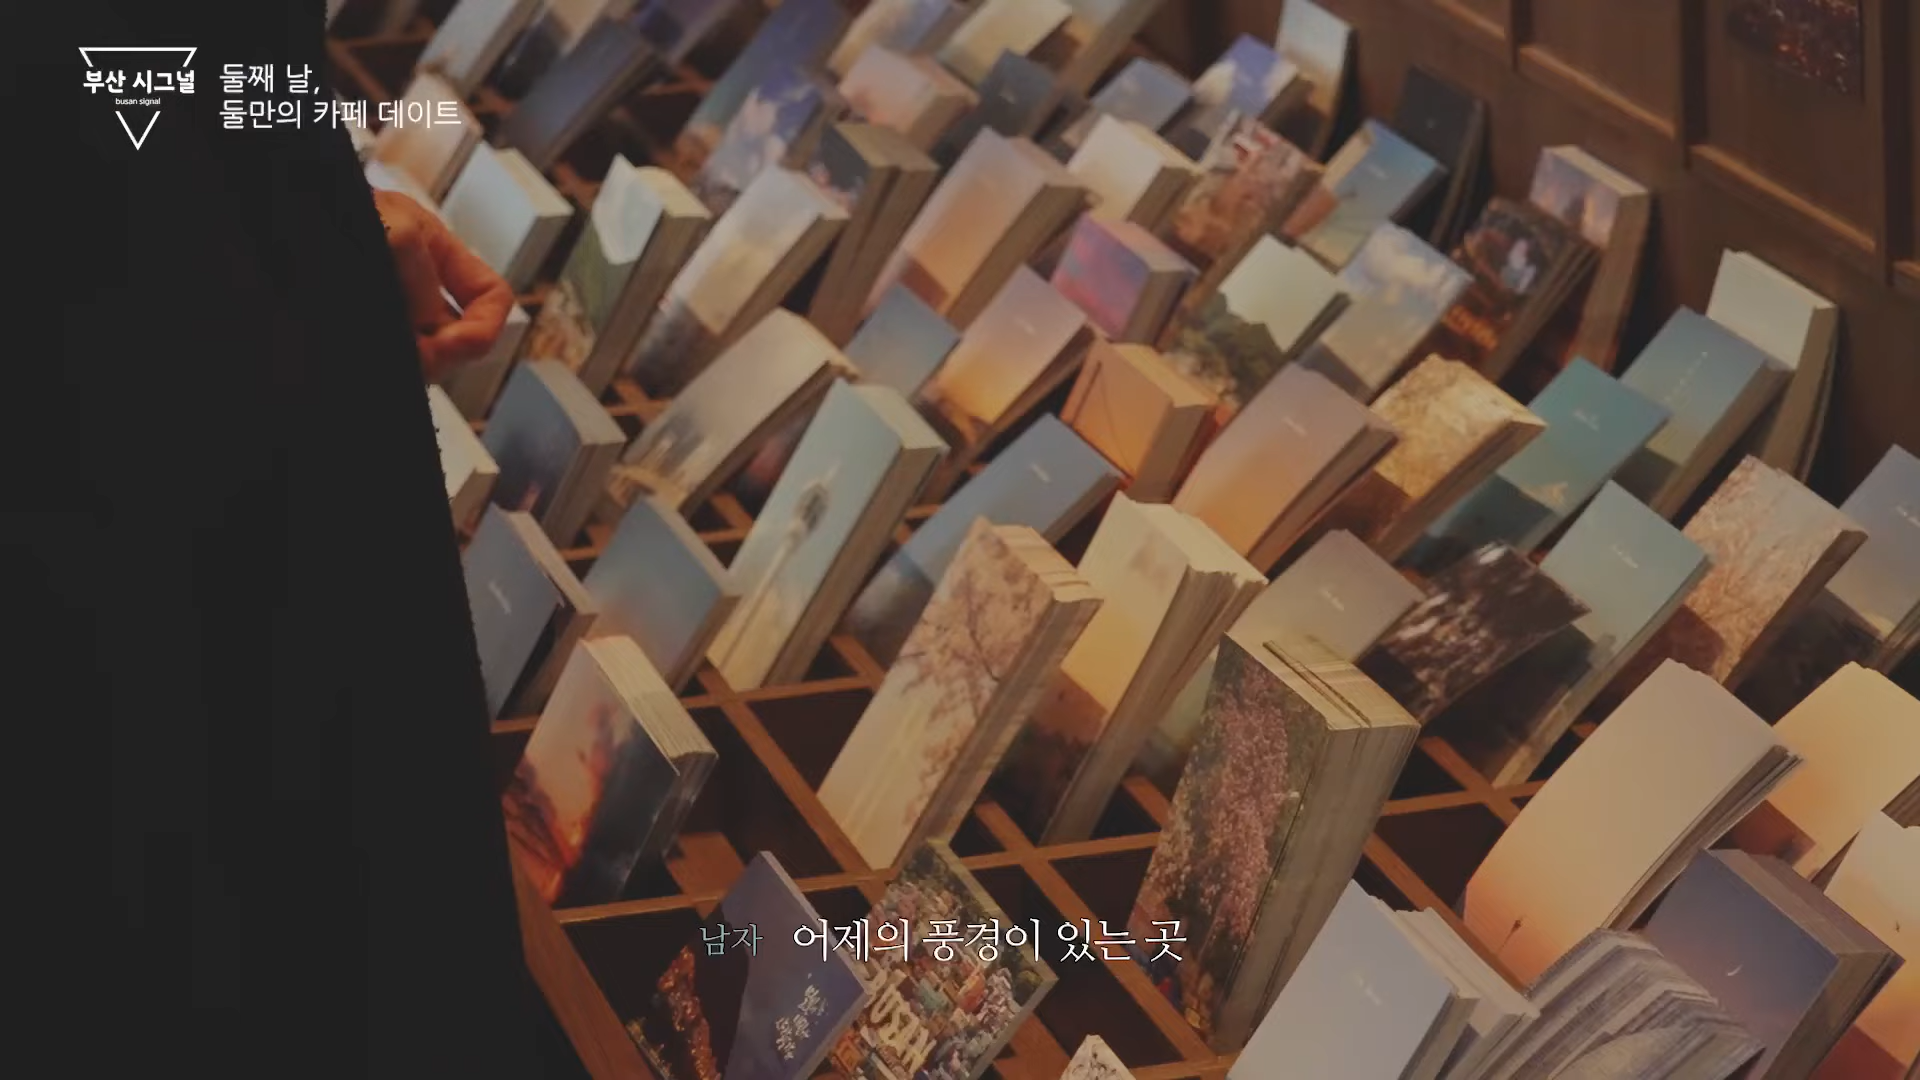 부산 시그널
busan signal
둘째 날,
둘만의 카페 데이트
남자 어제의 풍경이 있는 곳